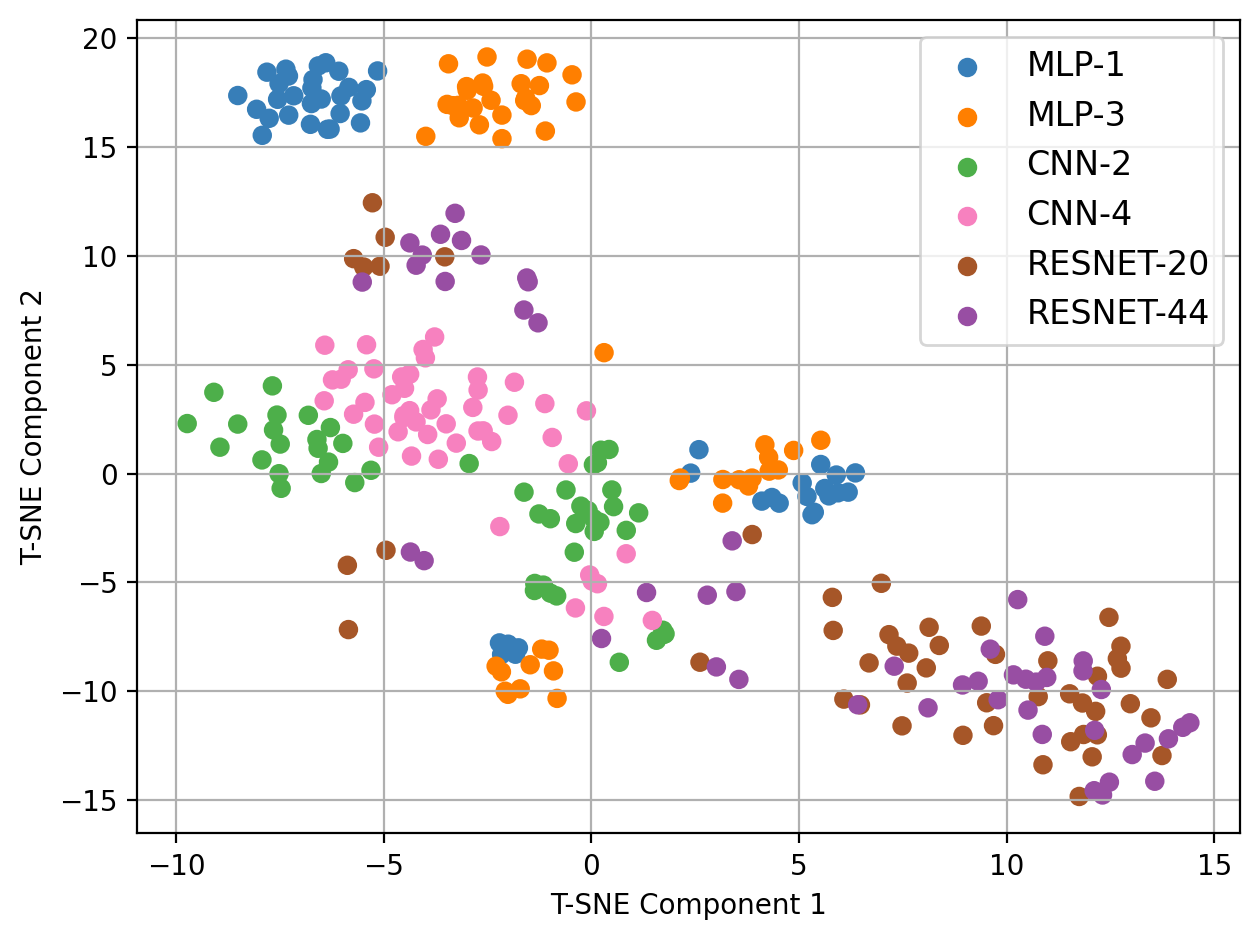 20
15
10
5
0
−5
−10
−15
T-SNE Component 2
MLP-1
MLP-3
CNN-2
CNN-4
RESNET-20
RESNET-44
−10 −5 0 5 10 15
T-SNE Component 1